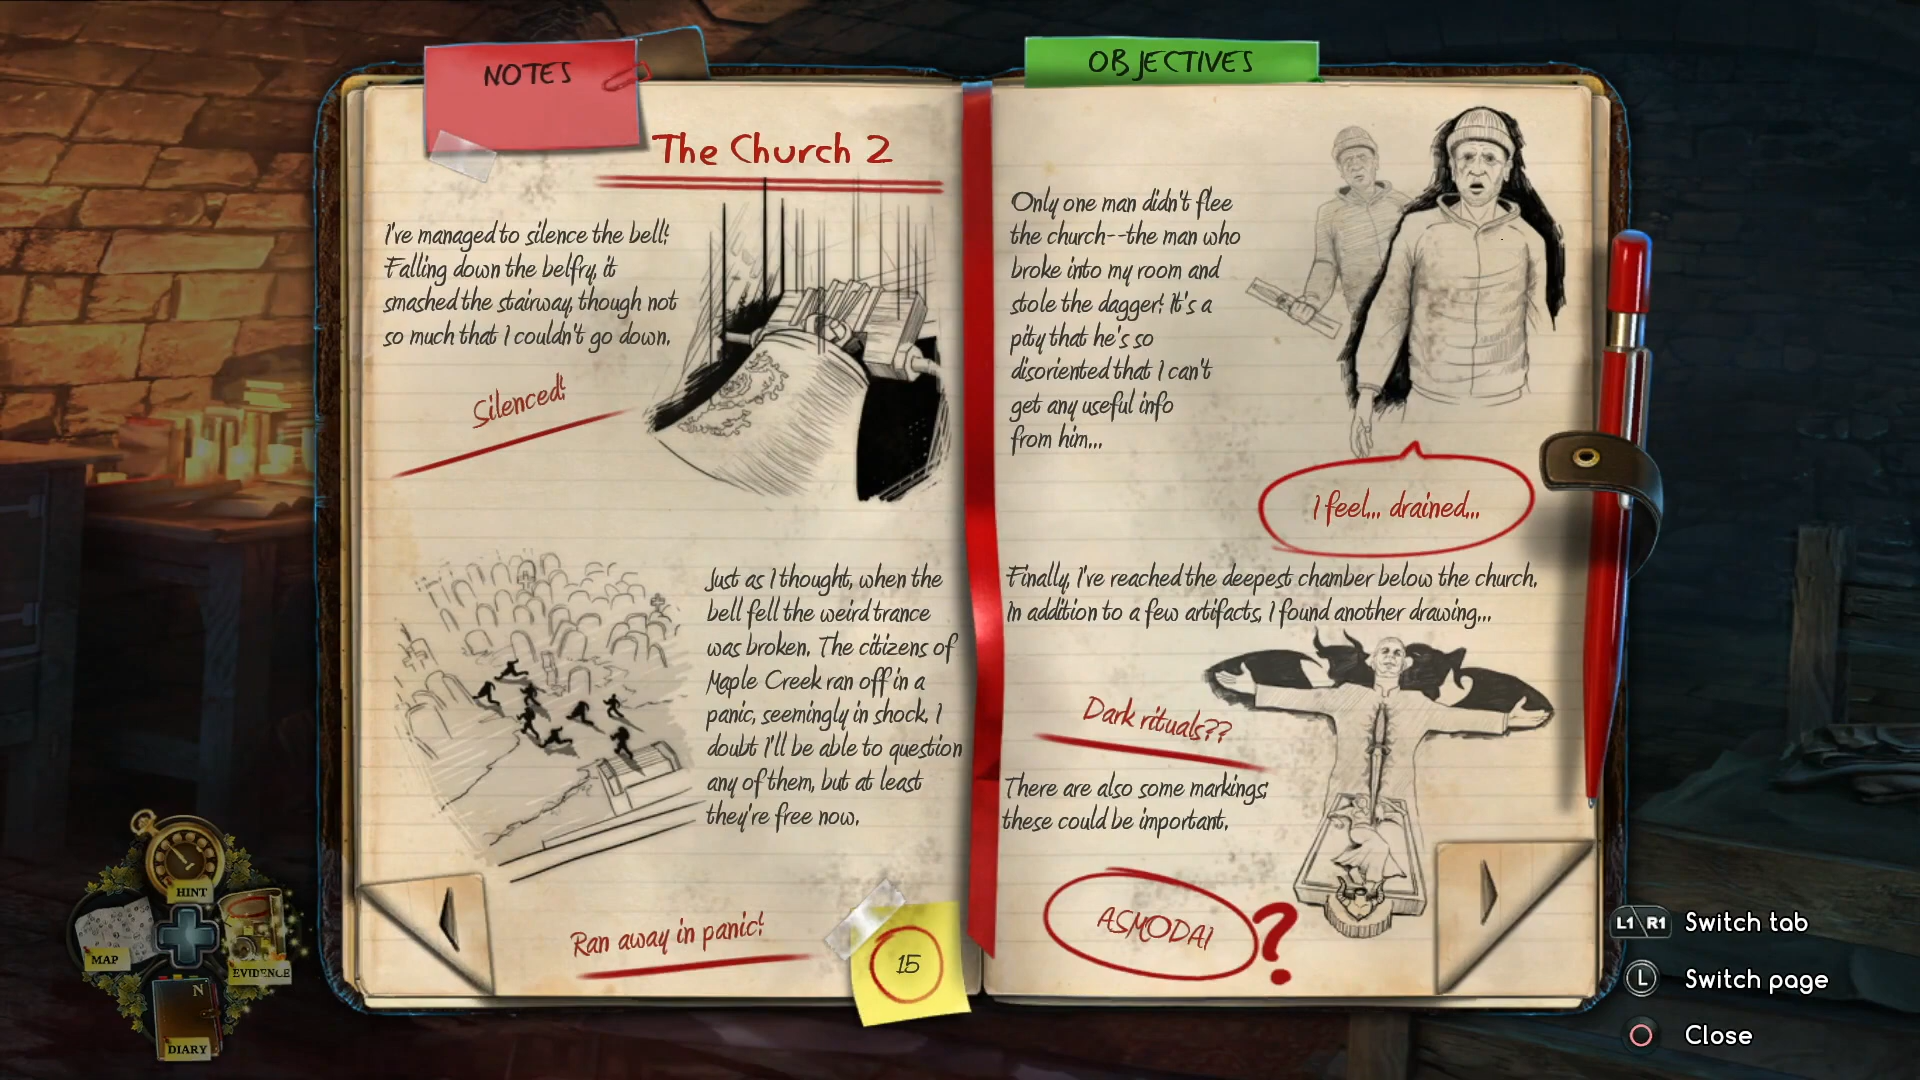 NOTES
OBJECTIVES
The Church 2
I've managed to silence the bell!
Falling down the belfry, it
smashed the stairway, though not
so much that I couldn't go down.
Silenced!
Just as I thought, when the
bell fell the weird trance
was broken. The citizens of
Maple Creek ran off in a
panic, seemingly in shock. I
doubt I'll be able to question
any of them, but at least
they're free now.
Ran away in panic!
15
Only one man didn't flee
the church--the man who
broke into my room and
stole the dagger! It's a
pity that he's so
disoriented that I can't
get any useful info
from him...
I feel... drained...
Finally, I've reached the deepest chamber below the church.
In addition to a few artifacts, I found another drawing...
Dark rituals??
There are also some markings;
these could be important.
ASMODAI
?
HINT
MAP
EVIDENCE
N
DIARY
L1 R1 Switch tab
L Switch page
Close